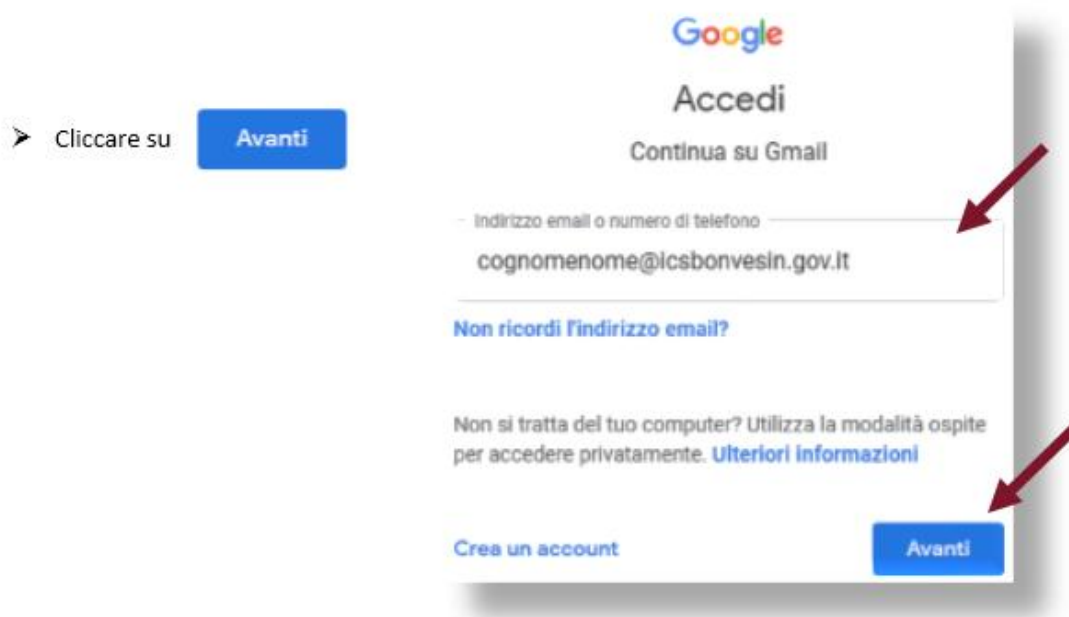 ➢ Cliccare su Avanti
Google
Accedi
Continua su Gmail
Indirizzo email o numero di telefono
cognomenome@icsbonvesin.gov.it
Non ricordi l'indirizzo email?
Non si tratta del tuo computer? Utilizza la modalità ospite
per accedere privatamente. Ulteriori informazioni
Crea un account Avanti